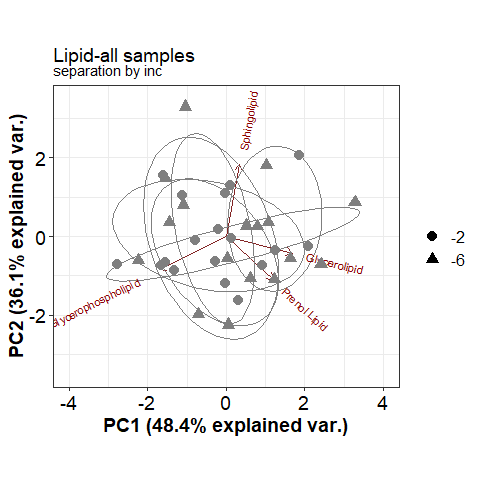 Lipid-all samples
separation by inc
Sphingolipid
Glycerolipid
Prenol Lipid
lycerophospholipid
PC2 (36.1% explained var.)
2
0
-2
-4
-2
0
2
4
PC1 (48.4% explained var.)
-2
-6